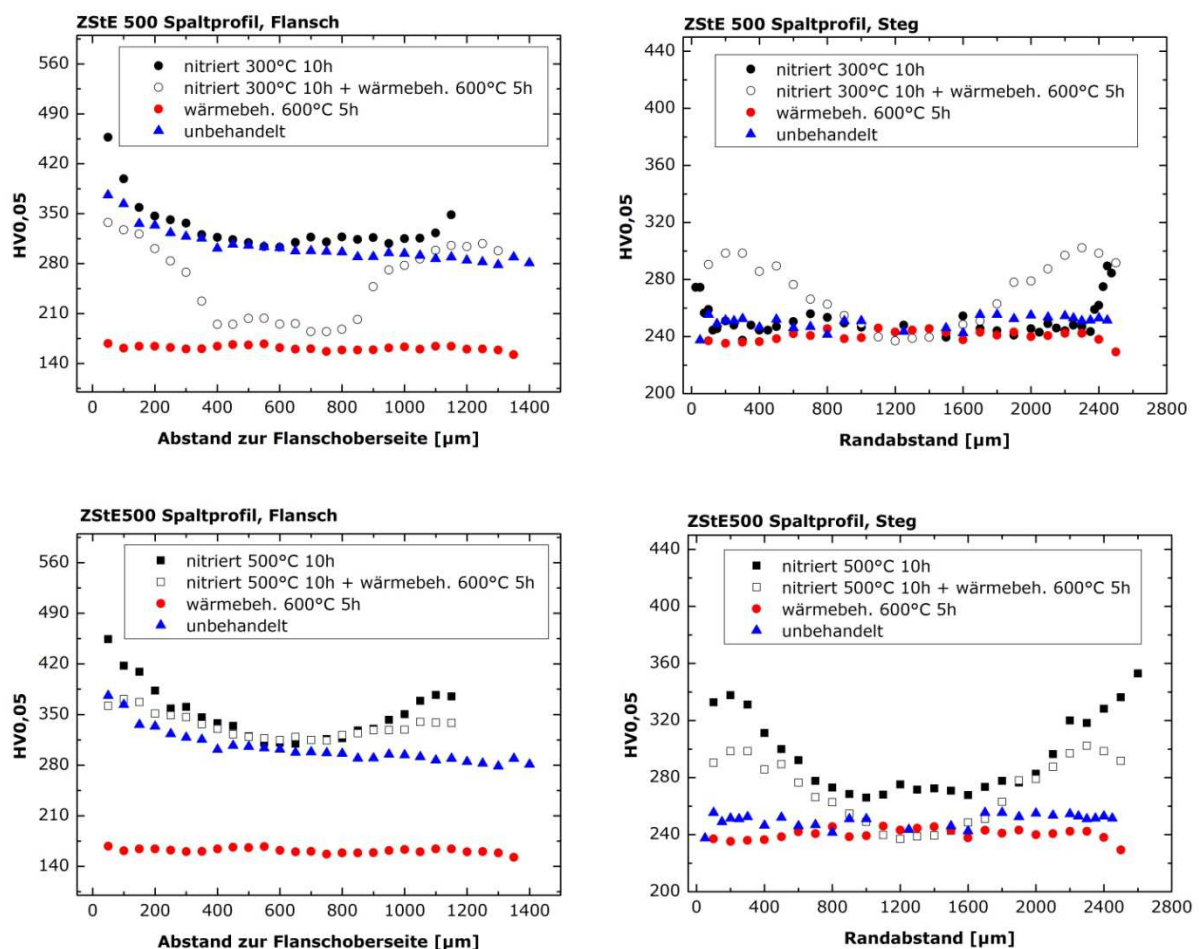 ZStE 500 Spaltprofil, Flansch
560
490
420
350
280
210
140
HV0,05
nitriert 300°C 10h
nitriert 300°C 10h + wärmebeh. 600°C 5h
wärmebeh. 600°C 5h
unbehandelt
0 200 400 600 800 1000 1200 1400
Abstand zur Flanschoberseite [µm]
ZStE 500 Spaltprofil, Steg
440
400
360
320
280
240
200
HV0,05
nitriert 300°C 10h
nitriert 300°C 10h + wärmebeh. 600°C 5h
wärmebeh. 600°C 5h
unbehandelt
0 400 800 1200 1600 2000 2400 2800
Randabstand [µm]
ZStE500 Spaltprofil, Flansch
560
490
420
350
280
210
140
HV0,05
nitriert 500°C 10h
nitriert 500°C 10h + wärmebeh. 600°C 5h
wärmebeh. 600°C 5h
unbehandelt
0 200 400 600 800 1000 1200 1400
Abstand zur Flanschoberseite [µm]
ZStE500 Spaltprofil, Steg
440
400
360
320
280
240
200
HV0,05
nitriert 500°C 10h
nitriert 500°C 10h + wärmebeh. 600°C 5h
wärmebeh. 600°C 5h
unbehandelt
0 400 800 1200 1600 2000 2400 2800
Randabstand [µm]